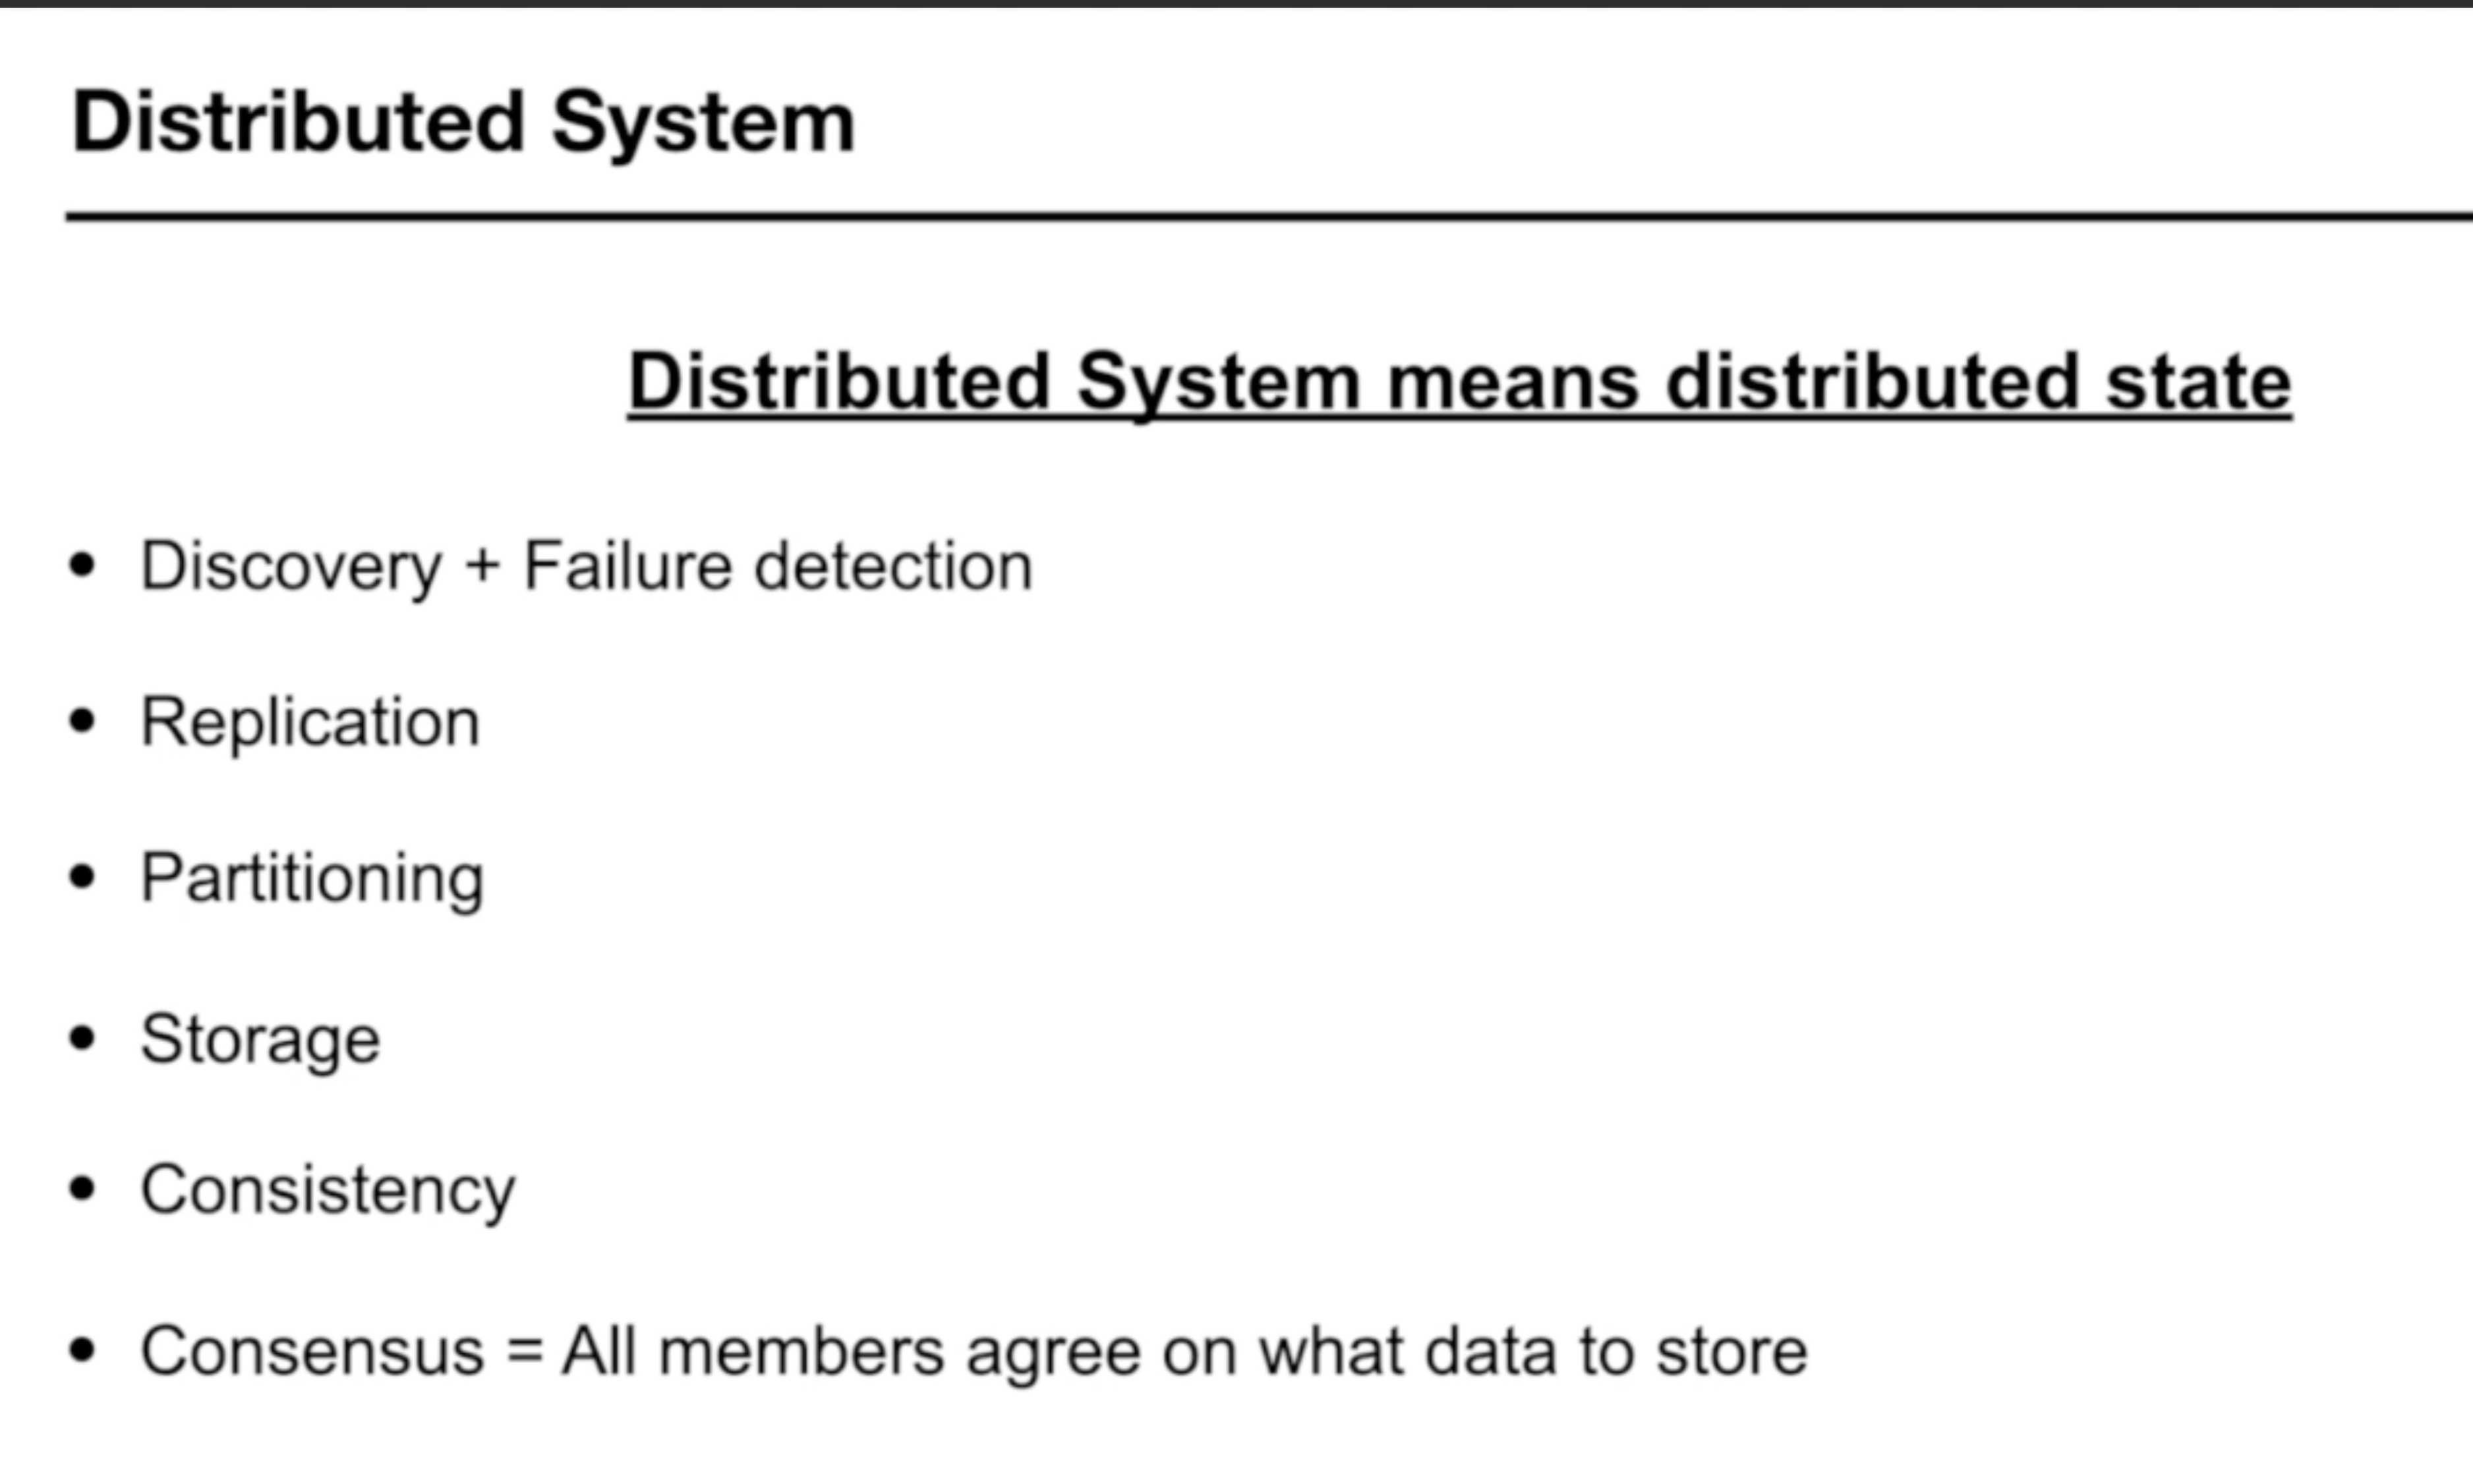 Distributed System
Distributed System means distributed state
• Discovery + Failure detection
• Replication
• Partitioning
• Storage
• Consistency
• Consensus = All members agree on what data to store